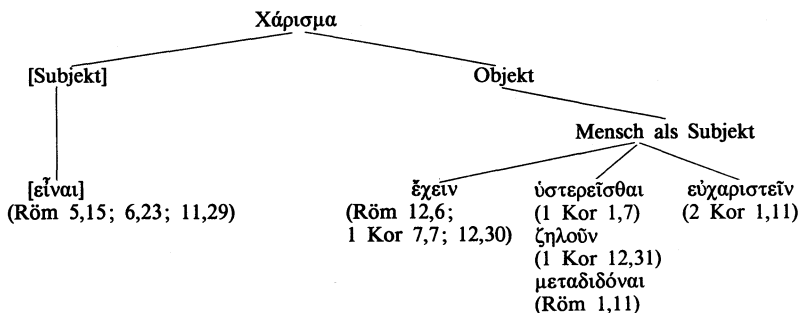 Χάρισμα
[Subjekt] Objekt
Mensch als Subjekt
[εἶναι] ἔχειν ὑστερεῖσθαι εὐχαριστεῖν
(Röm 5,15; 6,23; 11,29) (Röm 12,6; (1 Kor 1,7) (2 Kor 1,11)
1 Kor 7,7; 12,30) ζηλοῦν
(1 Kor 12,31)
μεταδιδόναι
(Röm 1,11)